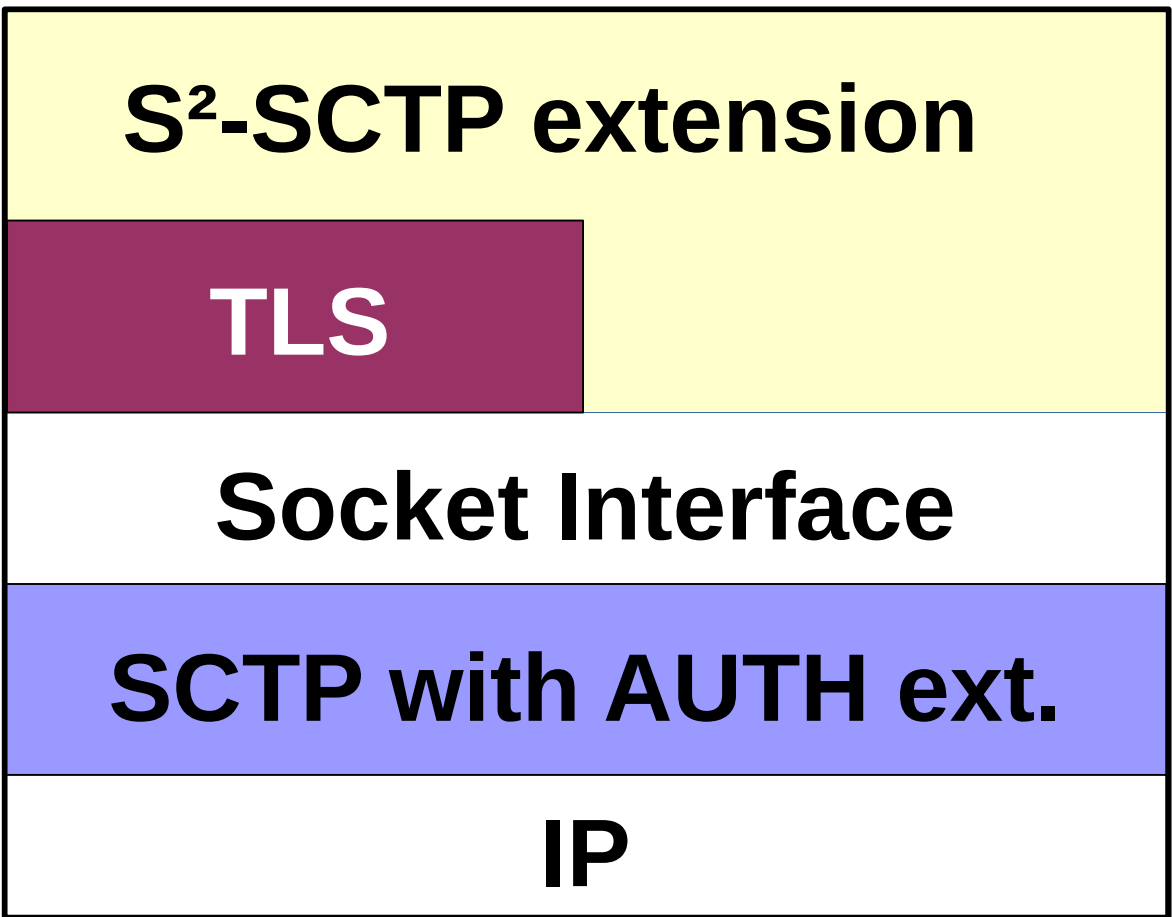 S²-SCTP extension
TLS
Socket Interface
SCTP with AUTH ext.
IP